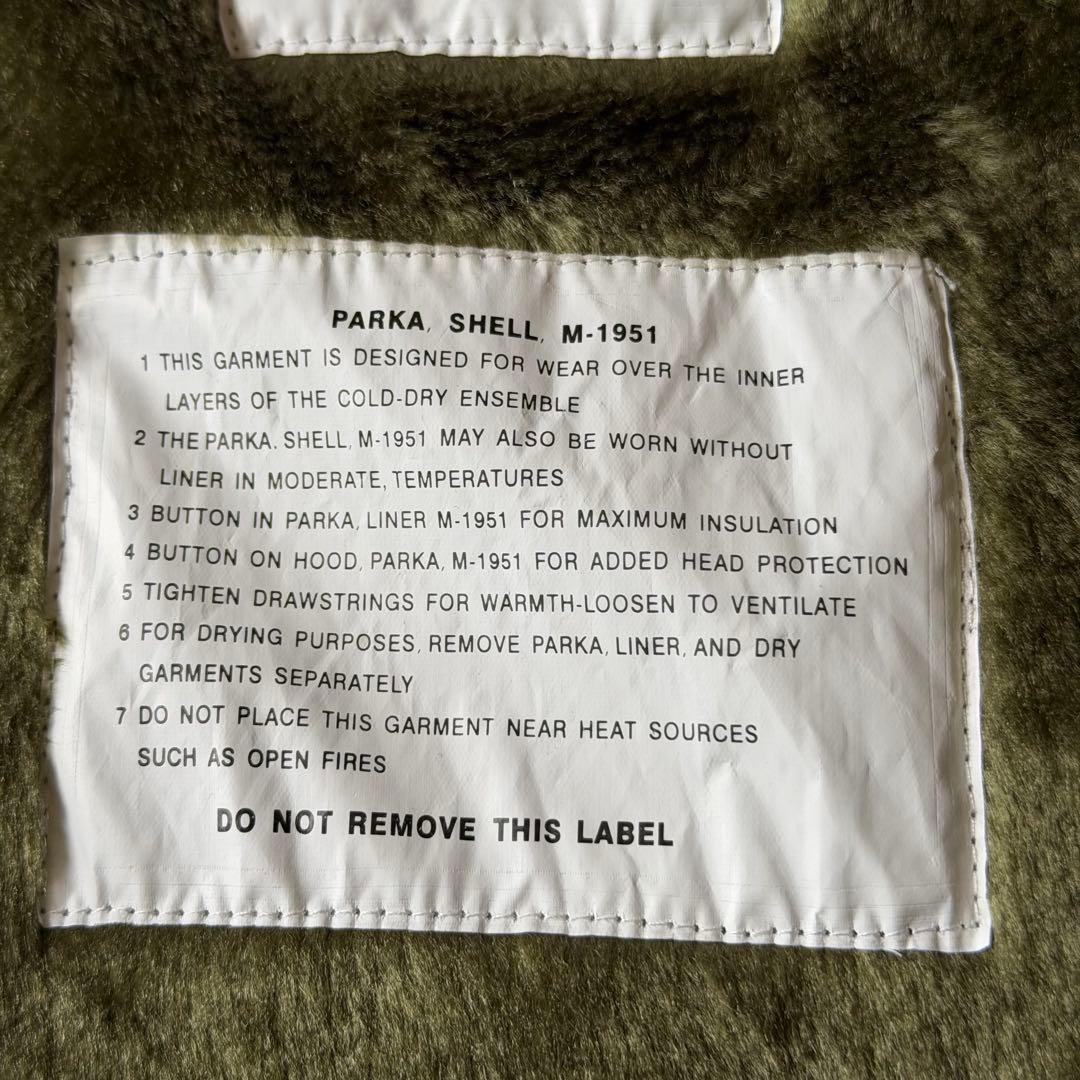 PARKA, SHELL, M-1951
1 THIS GARMENT IS DESIGNED FOR WEAR OVER THE INNER
LAYERS OF THE COLD-DRY ENSEMBLE
2 THE PARKA. SHELL, M-1951 MAY ALSO BE WORN WITHOUT
LINER IN MODERATE, TEMPERATURES
3 BUTTON IN PARKA, LINER M-1951 FOR MAXIMUM INSULATION
4 BUTTON ON HOOD, PARKA, M-1951 FOR ADDED HEAD PROTECTION
5 TIGHTEN DRAWSTRINGS FOR WARMTH-LOOSEN TO VENTILATE
6 FOR DRYING PURPOSES, REMOVE PARKA, LINER, AND DRY
GARMENTS SEPARATELY
7 DO NOT PLACE THIS GARMENT NEAR HEAT SOURCES
SUCH AS OPEN FIRES
DO NOT REMOVE THIS LABEL